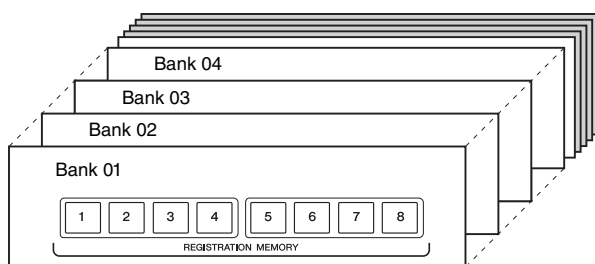 Bank 04
Bank 03
Bank 02
Bank 01
1 2 3 4 5 6 7 8
REGISTRATION MEMORY